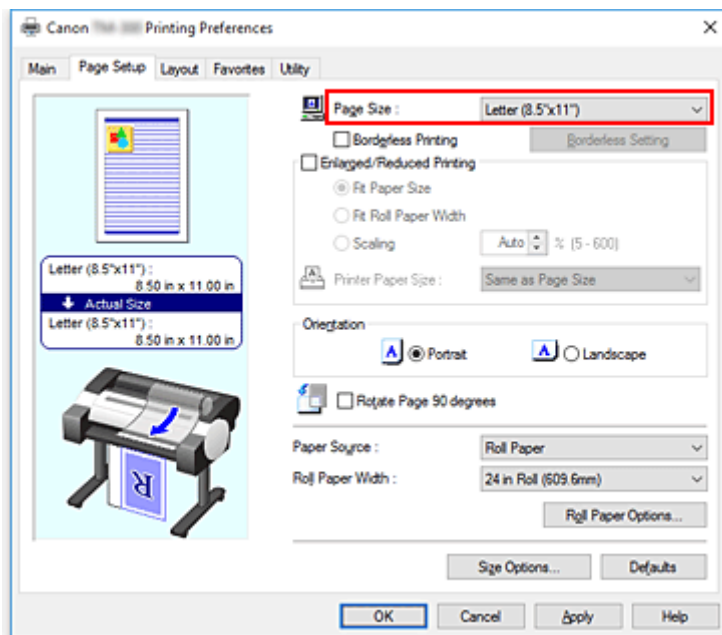 Canon Printing Preferences
Main Page Setup Layout Favorites Utility
Page Size : Letter (8.5"x11")
Borderless Printing Borderless Setting
Enlarged/Reduced Printing
Fit Paper Size
Fit Roll Paper Width
Scaling Auto % (5 - 600)
Printer Paper Size : Same as Page Size
Letter (8.5"x11") :
8.50 in x 11.00 in
Actual Size
Letter (8.5"x11") :
8.50 in x 11.00 in
Orientation
A Portrait A Landscape
Rotate Page 90 degrees
R
Paper Source : Roll Paper
Roll Paper Width : 24 in Roll (609.6mm)
Roll Paper Options...
Size Options... Defaults
OK Cancel Apply Help